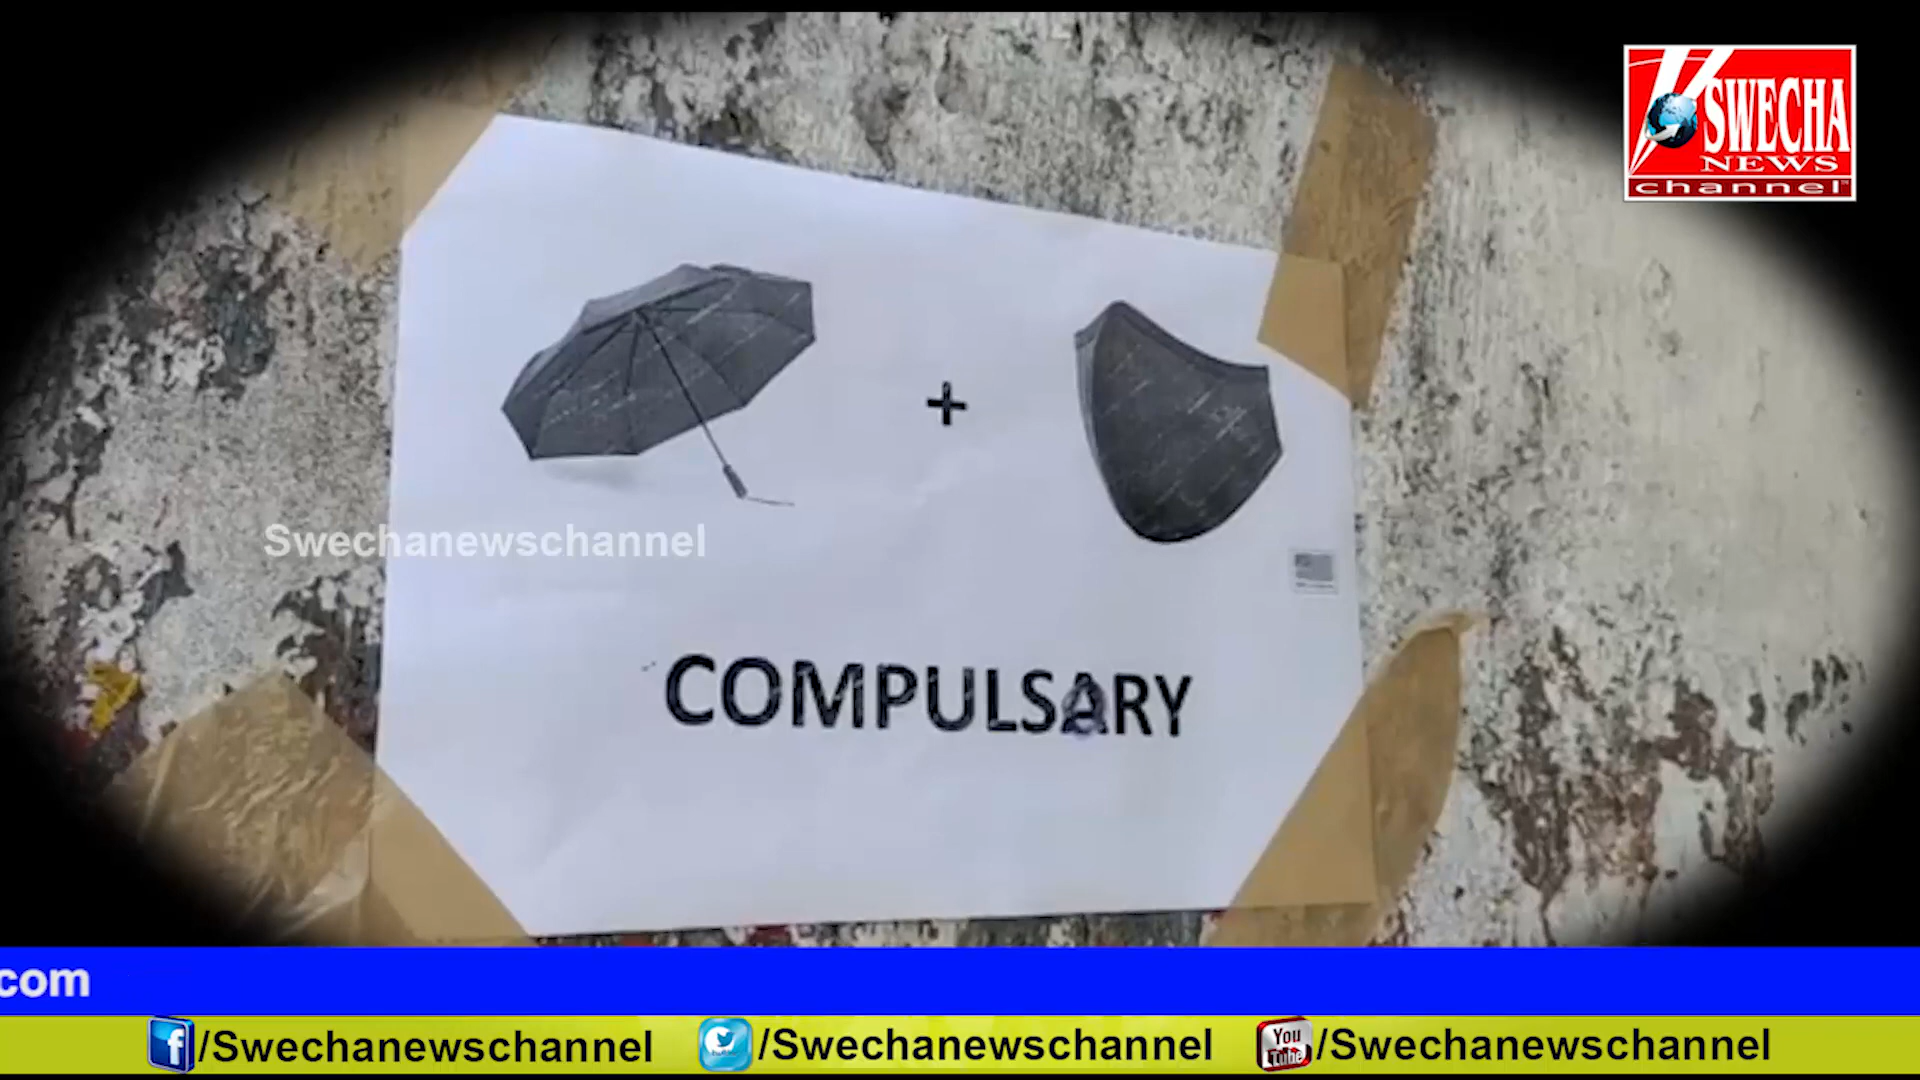 SWECHA
NEWS
channel
+
Swechanewschannel
COMPULSARY
com
/Swechanewschannel
/Swechanewschannel
You
Tube
/Swechanewschannel